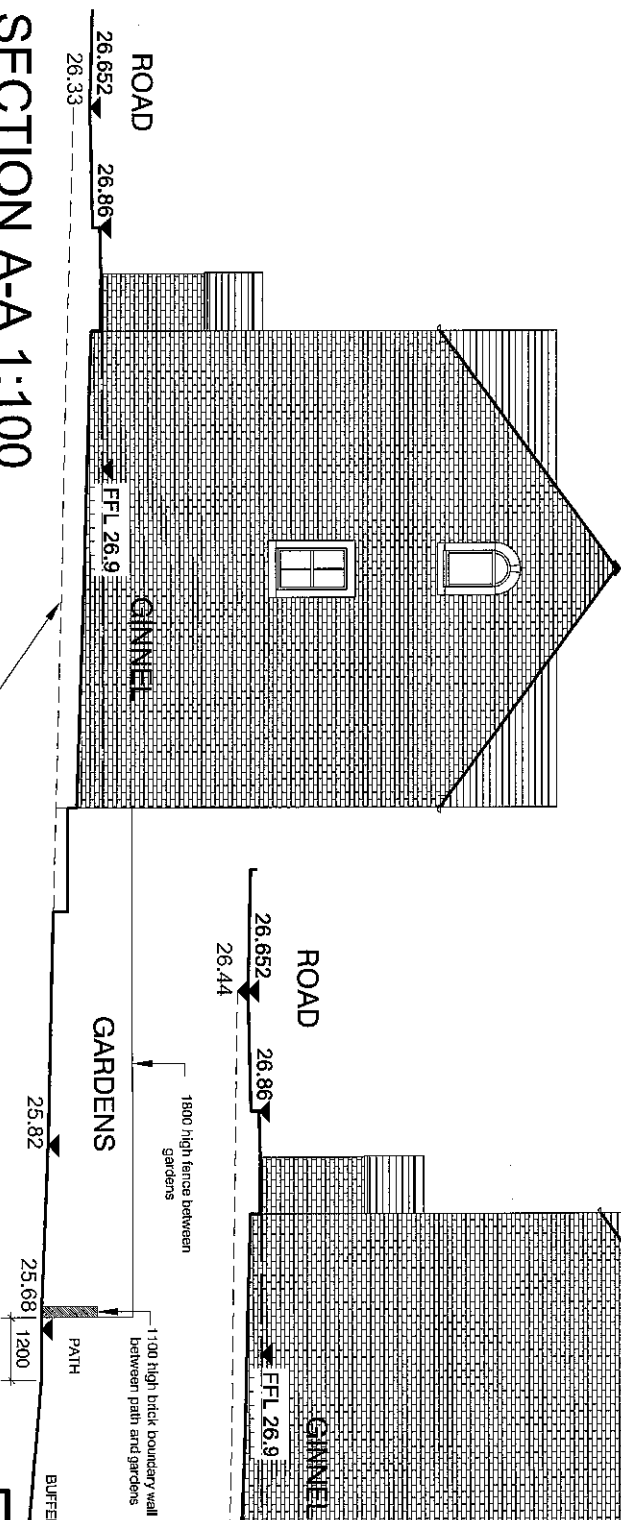 ROAD
26.652
26.33
26.86
FFL 26.9
GINNEL
GARDENS
1800 high fence between
gardens
25.82
25.68
1200
PATH
1100 high brick boundary wall
between path and gardens
SECTION A-A 1:100
ROAD
26.652
26.44
26.86
FFL 26.9
GINNEL